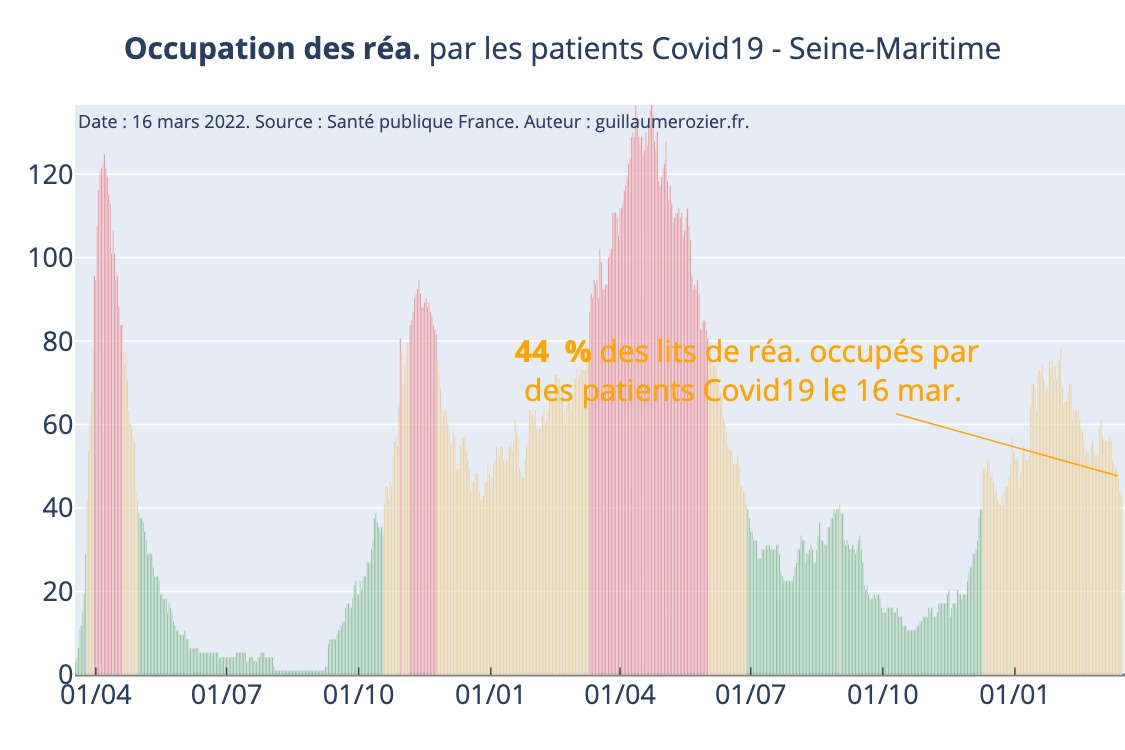 Occupation des réa. par les patients Covid19 - Seine-Maritime
Date : 16 mars 2022. Source : Santé publique France. Auteur : guillaumerozier.fr.
120
100
80
44 % des lits de réa. occupés par
des patients Covid19 le 16 mar.
60
40
20
0
01/04 01/07 01/10 01/01 01/04 01/07 01/10 01/01